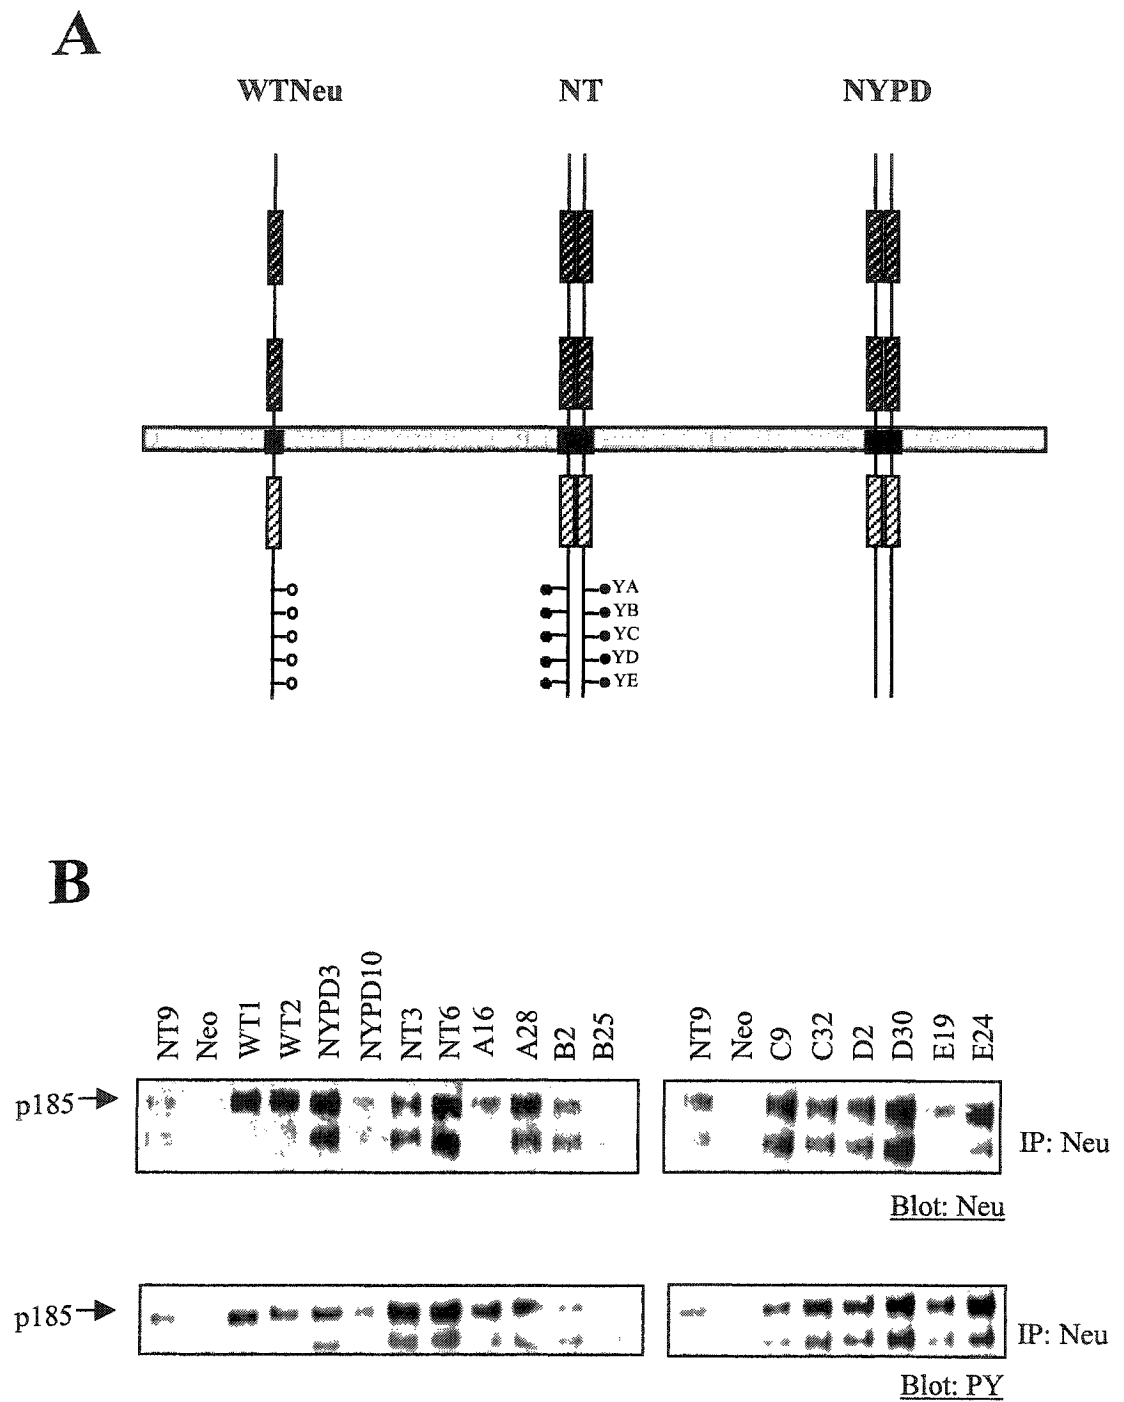 A
WTNeu NT NYPD
YA
YB
YC
YD
YE
B
NT9 Neo WT1 WT2 NYPD3 NYPD10 NT3 NT6 A16 A28 B2 B25 NT9 Neo C9 C32 D2 D30 E19 E24
p185
IP: Neu
Blot: Neu
p185
IP: Neu
Blot: PY